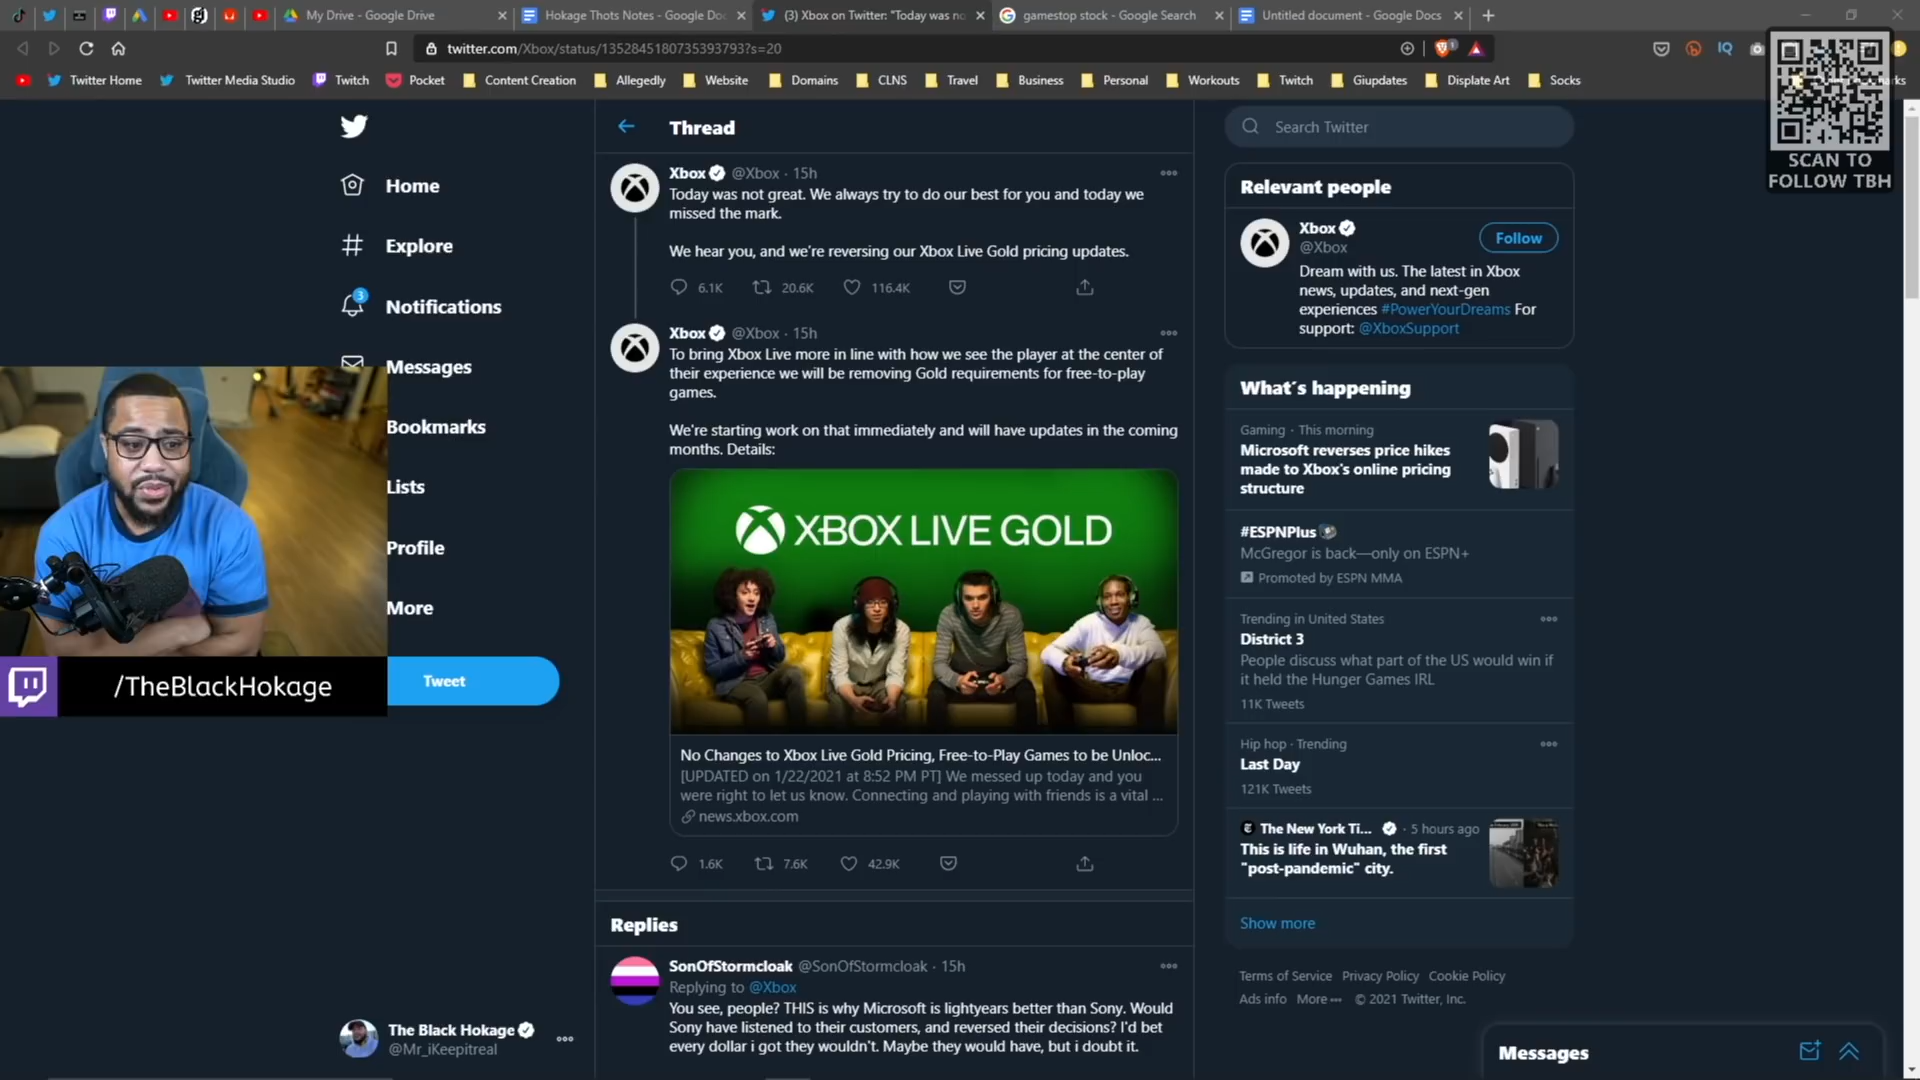 My Drive - Google Drive
Hokage Thots Notes - Google Doc
(3) Xbox on Twitter: "Today was no
gamestop stock - Google Search
Untitled document - Google Docs
twitter.com/Xbox/status/1352845180735393793?s=20
Twitter Home
Twitter Media Studio
Twitch
Pocket
Content Creation
Allegedly
Website
Domains
CLNS
Travel
Business
Personal
Workouts
Twitch
Giupdates
Displate Art
Socks
SCAN TO
FOLLOW TBH
Home
Explore
3
Notifications
Messages
Bookmarks
Lists
Profile
More
Tweet
/TheBlackHokage
The Black Hokage
@Mr_iKeepitreal
Thread
Xbox @Xbox · 15h
Today was not great. We always try to do our best for you and today we
missed the mark.
We hear you, and we're reversing our Xbox Live Gold pricing updates.
6.1K 20.6K 116.4K
Xbox @Xbox · 15h
To bring Xbox Live more in line with how we see the player at the center of
their experience we will be removing Gold requirements for free-to-play
games.
We're starting work on that immediately and will have updates in the coming
months. Details:
XBOX LIVE GOLD
No Changes to Xbox Live Gold Pricing, Free-to-Play Games to be Unloc...
[UPDATED on 1/22/2021 at 8:52 PM PT] We messed up today and you
were right to let us know. Connecting and playing with friends is a vital ...
news.xbox.com
1.6K 7.6K 42.9K
Replies
SonOfStormcloak @SonOfStormcloak · 15h
Replying to @Xbox
You see, people? THIS is why Microsoft is lightyears better than Sony. Would
Sony have listened to their customers, and reversed their decisions? I'd bet
every dollar i got they wouldn't. Maybe they would have, but i doubt it.
Search Twitter
Relevant people
Xbox
@Xbox
Follow
Dream with us. The latest in Xbox
news, updates, and next-gen
experiences #PowerYourDreams For
support: @XboxSupport
What's happening
Gaming · This morning
Microsoft reverses price hikes
made to Xbox's online pricing
structure
#ESPNPlus
McGregor is back—only on ESPN+
Promoted by ESPN MMA
Trending in United States
District 3
People discuss what part of the US would win if
it held the Hunger Games IRL
11K Tweets
Hip hop · Trending
Last Day
121K Tweets
The New York Ti... · 5 hours ago
This is life in Wuhan, the first
"post-pandemic" city.
Show more
Terms of Service Privacy Policy Cookie Policy
Ads info More © 2021 Twitter, Inc.
Messages